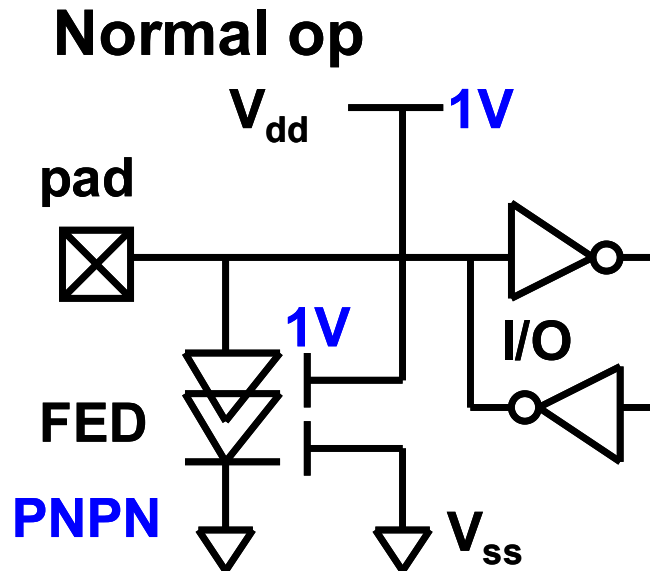 Normal op
Vdd 1V
pad
1V
I/O
FED
PNPN
Vss